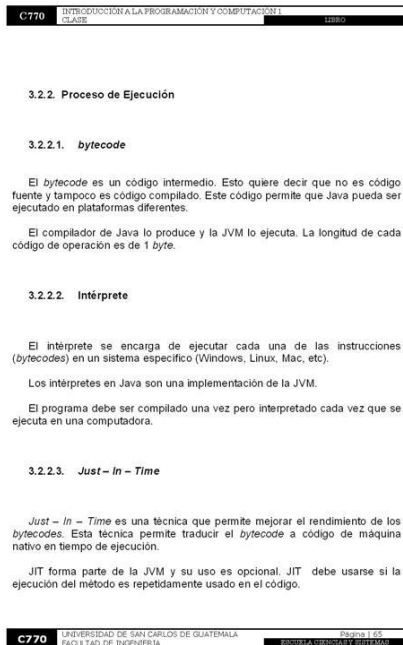 C770
INTRODUCCIÓN A LA PROGRAMACIÓN Y COMPUTACIÓN 1
CLASE
LIBRO
3.2.2. Proceso de Ejecución
3.2.2.1. bytecode
El bytecode es un código intermedio. Esto quiere decir que no es código
fuente y tampoco es código compilado. Este código permite que Java pueda ser
ejecutado en plataformas diferentes.
El compilador de Java lo produce y la JVM lo ejecuta. La longitud de cada
código de operación es de 1 byte.
3.2.2.2. Intérprete
El intérprete se encarga de ejecutar cada una de las instrucciones
(bytecodes) en un sistema específico (Windows, Linux, Mac, etc).
Los intérpretes en Java son una implementación de la JVM.
El programa debe ser compilado una vez pero interpretado cada vez que se
ejecuta en una computadora.
3.2.2.3. Just – In – Time
Just – In – Time es una técnica que permite mejorar el rendimiento de los
bytecodes. Esta técnica permite traducir el bytecode a código de máquina
nativo en tiempo de ejecución.
JIT forma parte de la JVM y su uso es opcional. JIT debe usarse si la
ejecución del método es repetidamente usado en el código.
C770
UNIVERSIDAD DE SAN CARLOS DE GUATEMALA
FACULTAD DE INGENIERÍA
Página | 65
ESCUELA CIENCIAS Y SISTEMAS